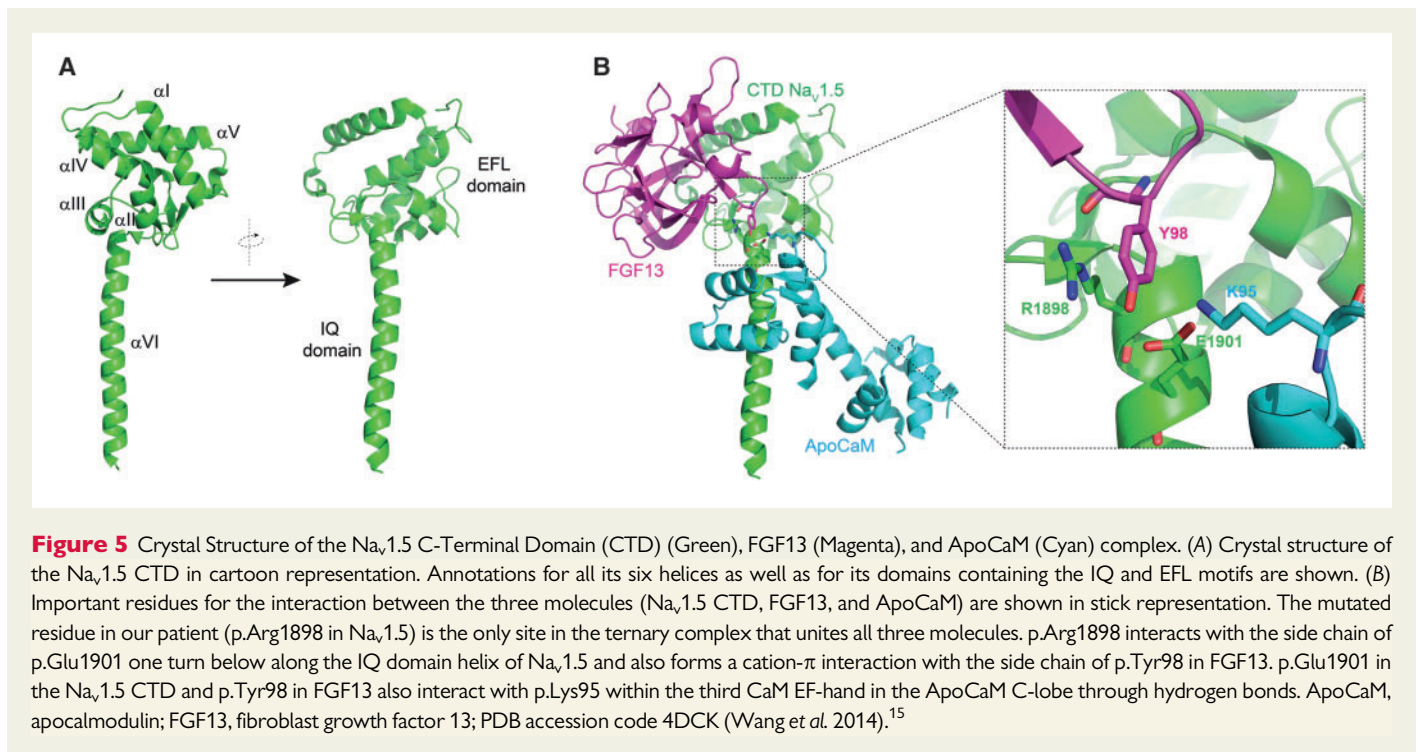 A
αI
αV
αIV
αIII
αII
αVI
EFL
domain
IQ
domain
B
CTD Nav1.5
FGF13
ApoCaM
Y98
R1898
K95
E1901
Figure 5 Crystal Structure of the Nav1.5 C-Terminal Domain (CTD) (Green), FGF13 (Magenta), and ApoCaM (Cyan) complex. (A) Crystal structure of
the Nav1.5 CTD in cartoon representation. Annotations for all its six helices as well as for its domains containing the IQ and EFL motifs are shown. (B)
Important residues for the interaction between the three molecules (Nav1.5 CTD, FGF13, and ApoCaM) are shown in stick representation. The mutated
residue in our patient (p.Arg1898 in Nav1.5) is the only site in the ternary complex that unites all three molecules. p.Arg1898 interacts with the side chain of
p.Glu1901 one turn below along the IQ domain helix of Nav1.5 and also forms a cation-π interaction with the side chain of p.Tyr98 in FGF13. p.Glu1901 in
the Nav1.5 CTD and p.Tyr98 in FGF13 also interact with p.Lys95 within the third CaM EF-hand in the ApoCaM C-lobe through hydrogen bonds. ApoCaM,
apocalmodulin; FGF13, fibroblast growth factor 13; PDB accession code 4DCK (Wang et al. 2014).15